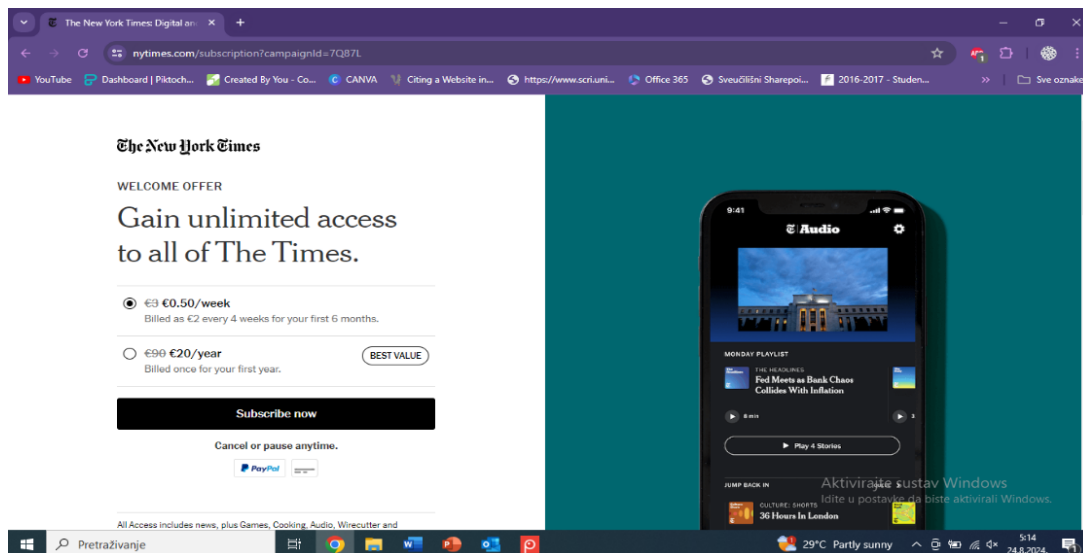 The New York Times: Digital an
nytimes.com/subscription?campaignId=7Q87L
YouTube Dashboard | Piktoch... Created By You - Co... CANVA Citing a Website in... https://www.scri.uni... Office 365 Sveučilišni Sharepoi... 2016-2017 - Studen... » Sve oznake
The New York Times
WELCOME OFFER
Gain unlimited access
to all of The Times.
€3 €0.50/week
Billed as €2 every 4 weeks for your first 6 months.
€90 €20/year
BEST VALUE
Billed once for your first year.
Subscribe now
Cancel or pause anytime.
PayPal
All Access includes news, plus Games, Cooking, Audio, Wirecutter and
9:41
Audio
MONDAY PLAYLIST
THE HEADLINES
Fed Meets as Bank Chaos
Collides With Inflation
8 min
Play 4 Stories
JUMP BACK IN
CULTURE: SHORTS
36 Hours In London
Aktivirajte sustav Windows
Idite u postavke da biste aktivirali Windows.
Pretraživanje
29°C Partly sunny
5:14
24.8.2024.